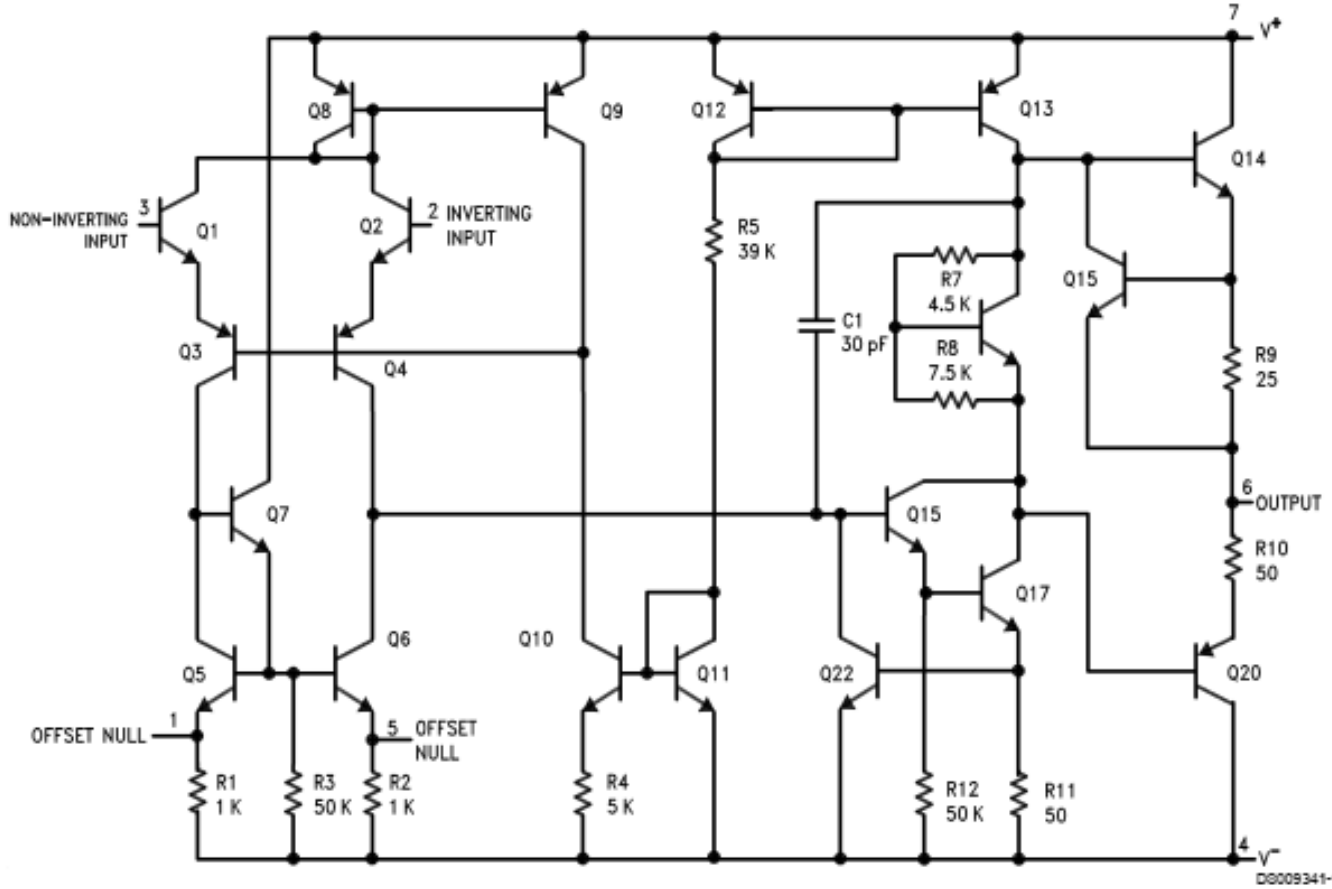 7
V+
Q8
Q9
Q12
Q13
Q14
NON-INVERTING
INPUT
3
Q1
Q2
2
INVERTING
INPUT
R5
39 K
Q15
R7
4.5 K
C1
30 pF
R8
7.5 K
Q3
Q4
R9
25
6
OUTPUT
Q7
Q15
R10
50
Q17
Q5
Q6
Q10
Q11
Q22
Q20
OFFSET NULL
1
5
OFFSET
NULL
R1
1 K
R3
50 K
R2
1 K
R4
5 K
R12
50 K
R11
50
4
V-
DS009341-